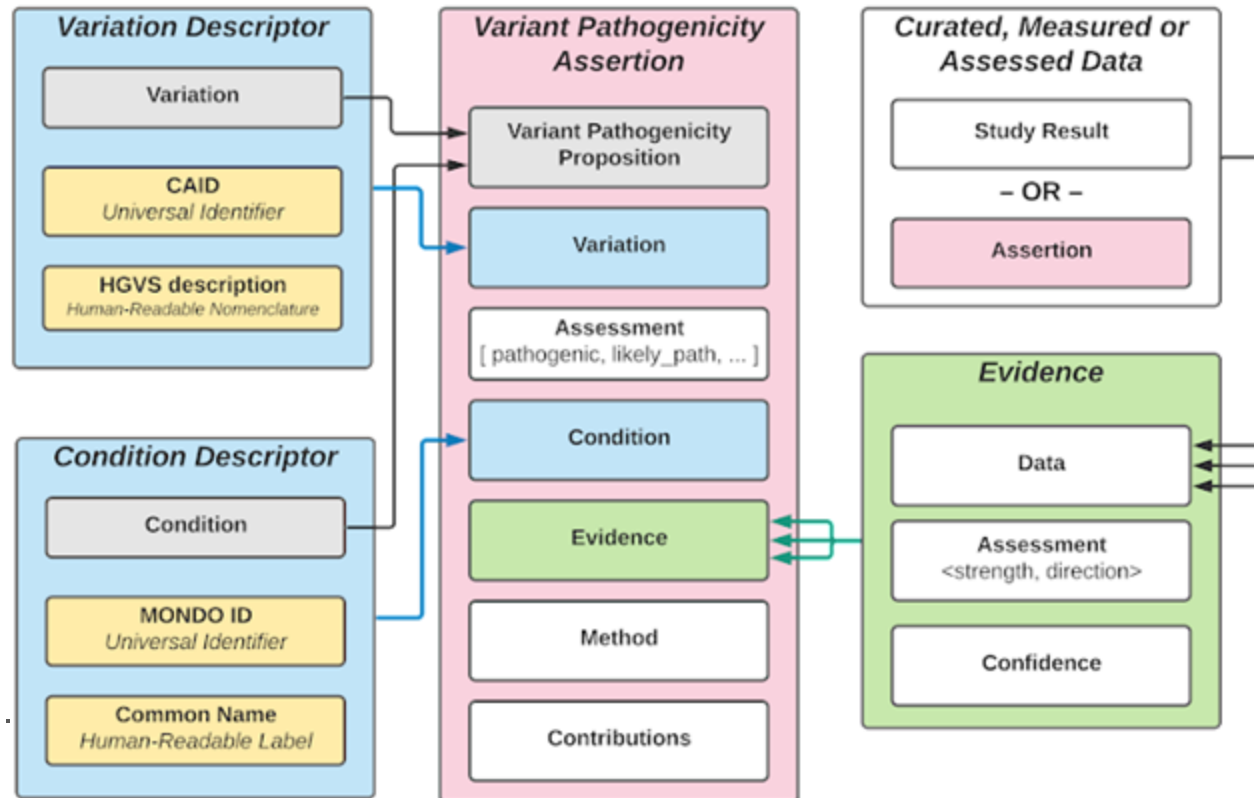 Variation Descriptor
Variation
CAID
Universal Identifier
HGVS description
Human-Readable Nomenclature
Condition Descriptor
Condition
MONDO ID
Universal Identifier
Common Name
Human-Readable Label
Variant Pathogenicity
Assertion
Variant Pathogenicity
Proposition
Variation
Assessment
[ pathogenic, likely_path, ... ]
Condition
Evidence
Method
Contributions
Curated, Measured or
Assessed Data
Study Result
– OR –
Assertion
Evidence
Data
Assessment
<strength, direction>
Confidence